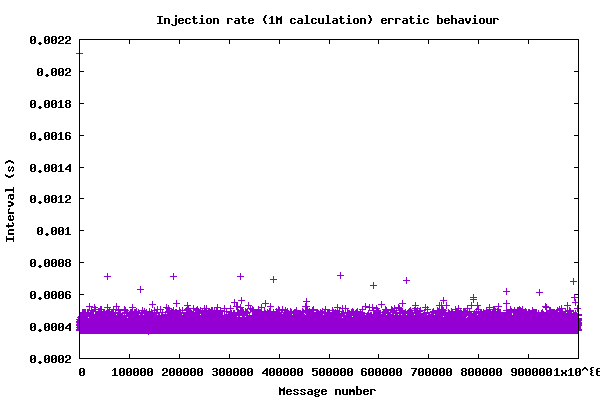 Injection rate (1M calculation) erratic behaviour
0.0022
0.002
0.0018
0.0016
0.0014
0.0012
0.001
0.0008
0.0006
0.0004
0.0002
Interval (s)
0 100000 200000 300000 400000 500000 600000 700000 800000 9000001x10^{6
Message number